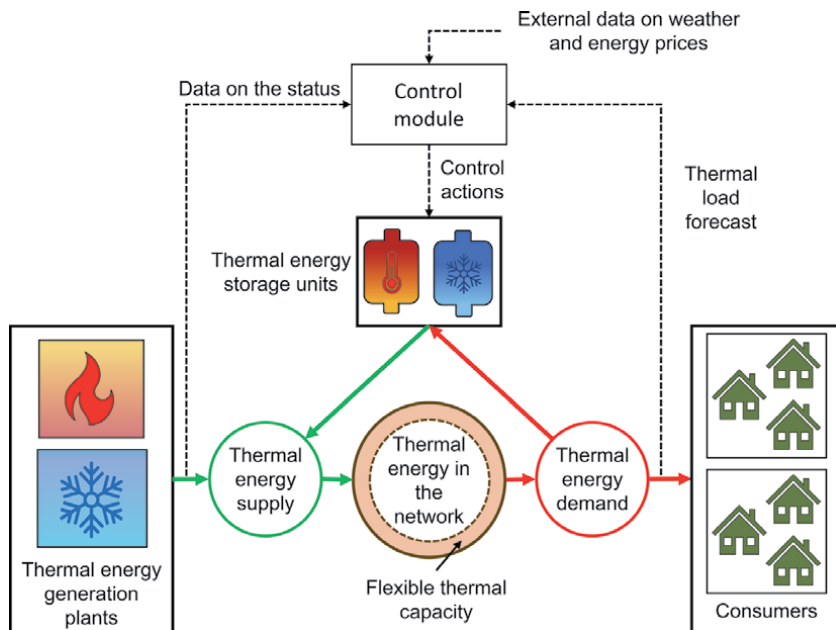 External data on weather
and energy prices
Data on the status
Control
module
Control
actions
Thermal
load
forecast
Thermal energy
storage units
Thermal
energy
supply
Thermal
energy in
the
network
Thermal
energy
demand
Flexible thermal
capacity
Thermal energy
generation
plants
Consumers